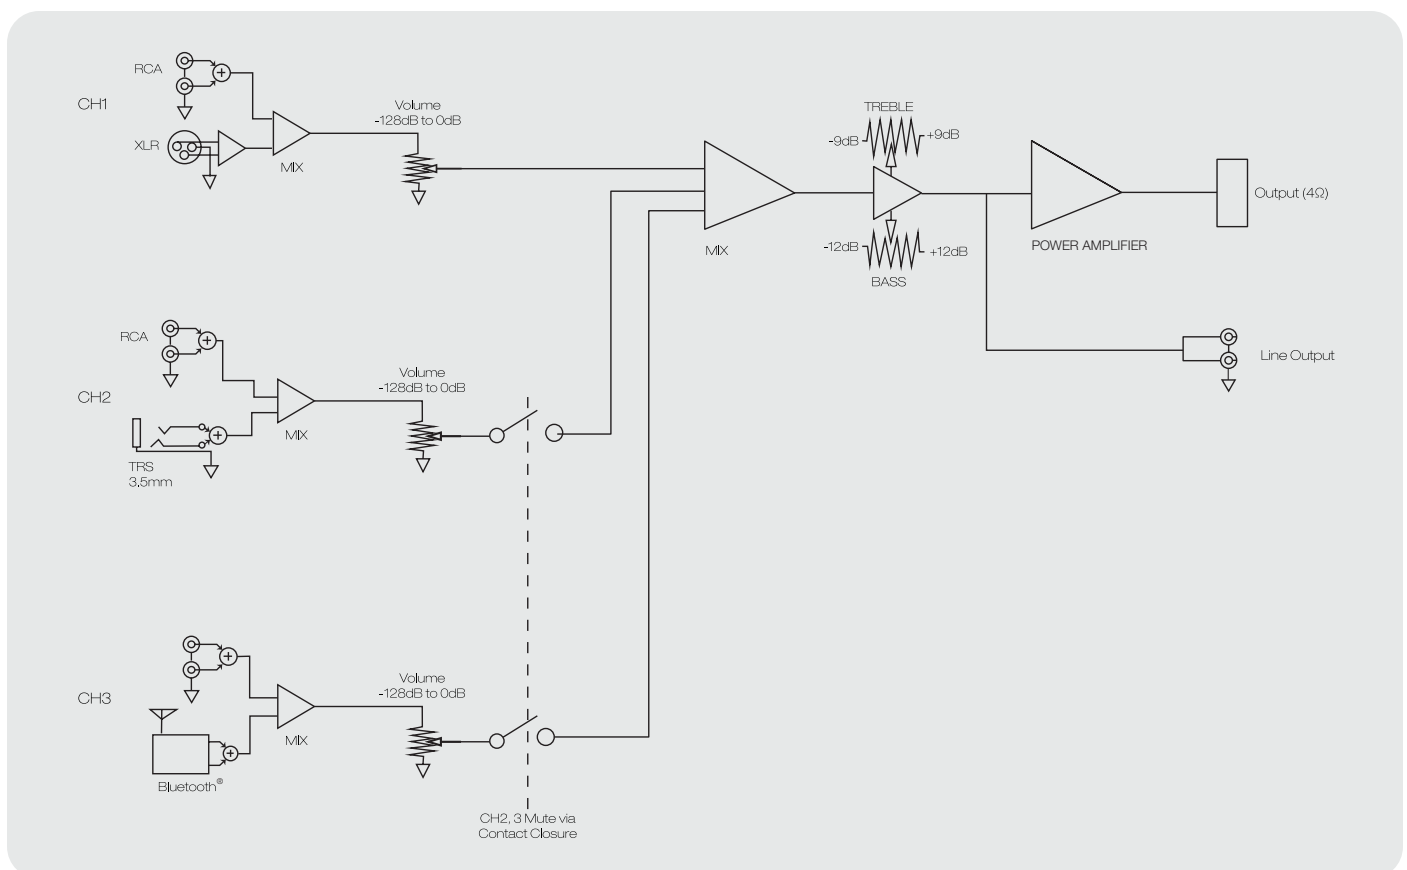 RCA
CH1
XLR
MIX
Volume
-128dB to 0dB
MIX
TREBLE
-9dB
+9dB
-12dB
+12dB
BASS
POWER AMPLIFIER
Output (4Ω)
Line Output
RCA
CH2
TRS
3.5mm
MIX
Volume
-128dB to 0dB
CH3
Bluetooth®
MIX
Volume
-128dB to 0dB
CH2, 3 Mute via
Contact Closure